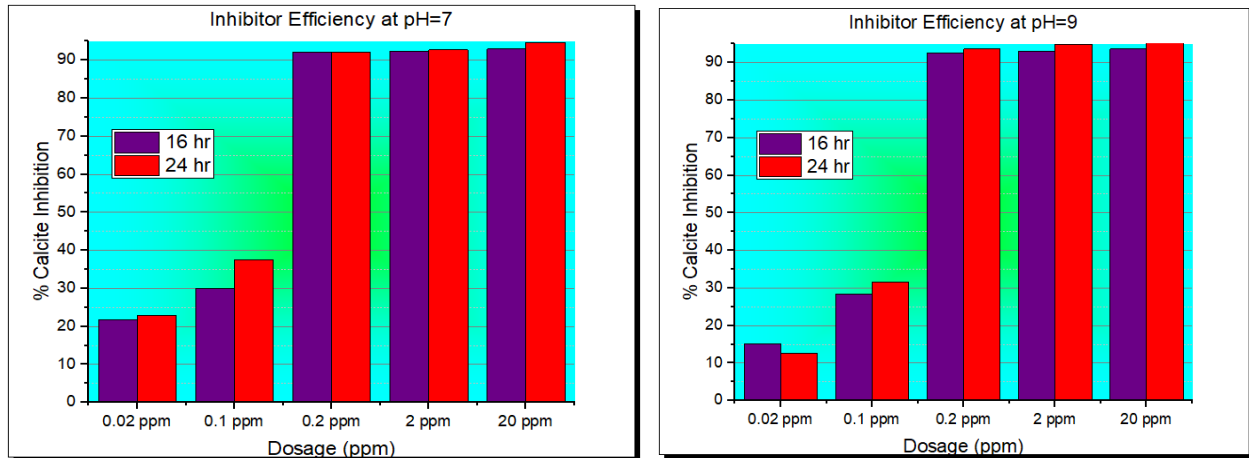 Inhibitor Efficiency at pH=7
% Calcite Inhibition
90
80
70
60
50
40
30
20
10
0
16 hr
24 hr
0.02 ppm 0.1 ppm 0.2 ppm 2 ppm 20 ppm
Dosage (ppm)
Inhibitor Efficiency at pH=9
% Calcite Inhibition
90
80
70
60
50
40
30
20
10
0
16 hr
24 hr
0.02 ppm 0.1 ppm 0.2 ppm 2 ppm 20 ppm
Dosage (ppm)